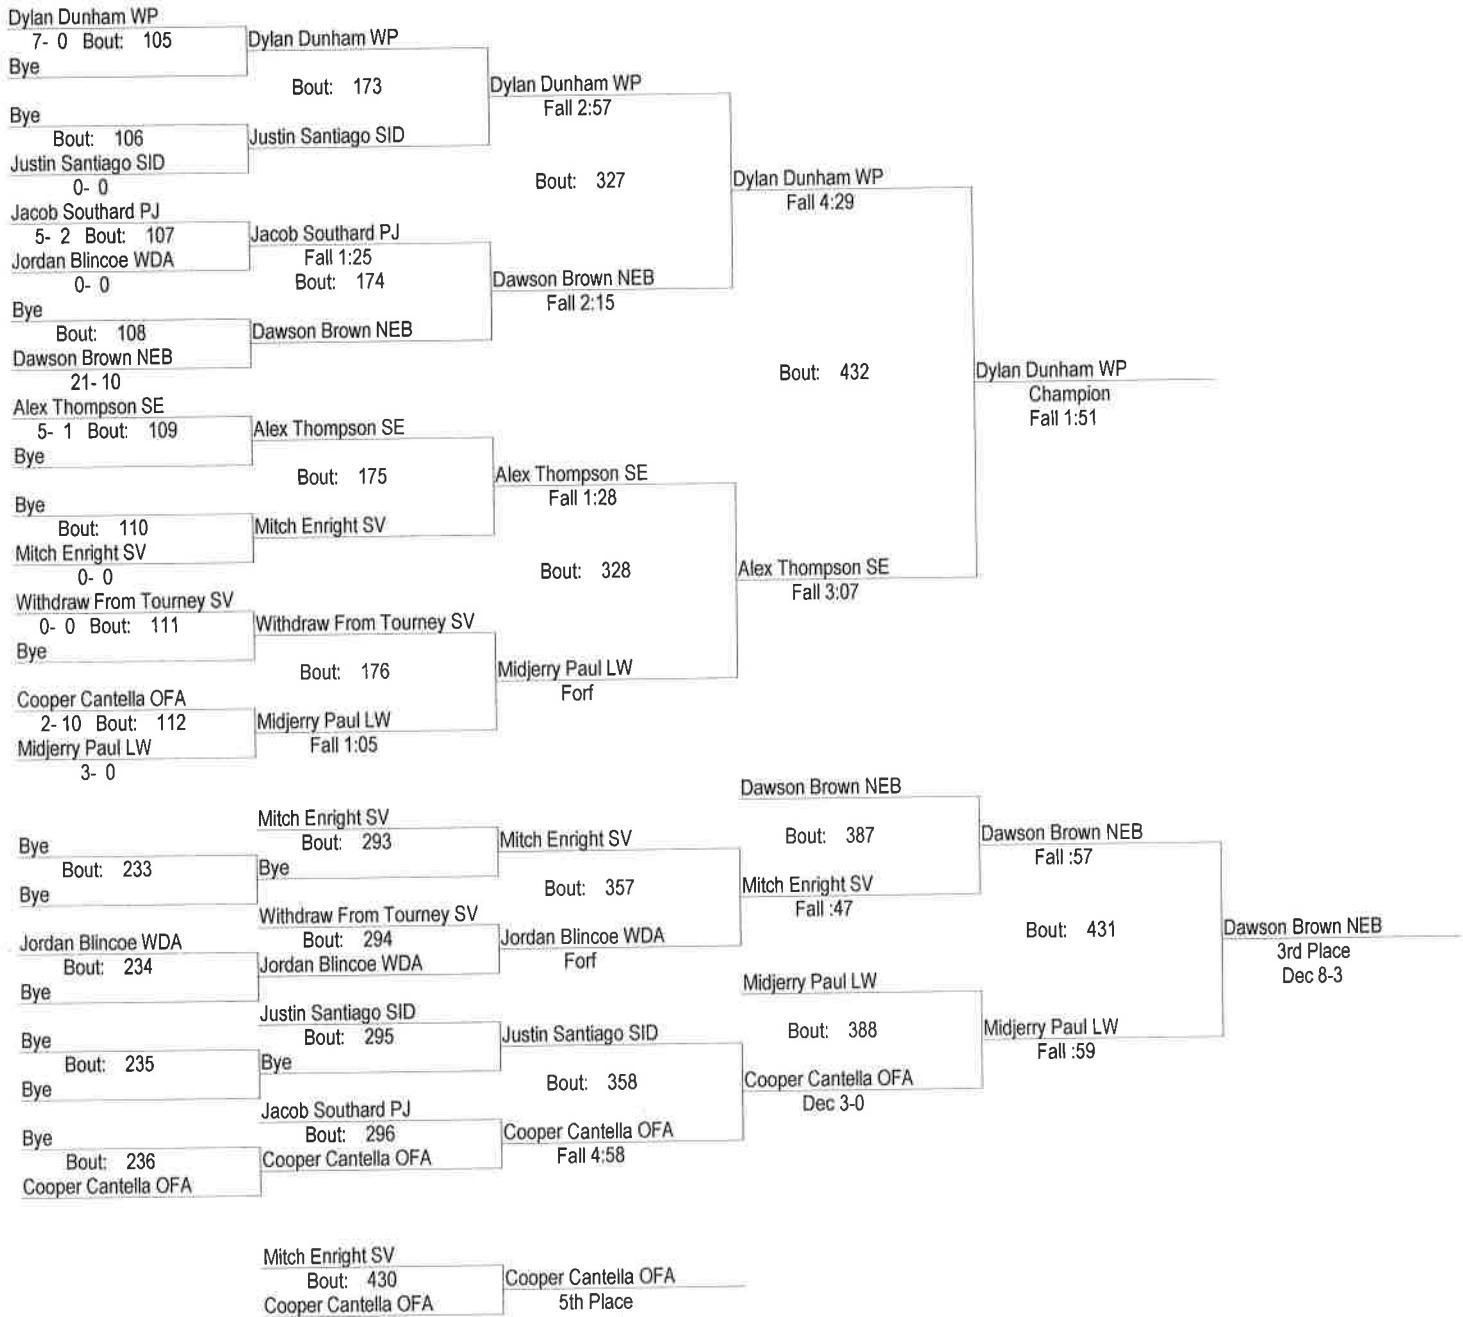 Dylan Dunham WP
7- 0 Bout: 105
Bye
Dylan Dunham WP
Bout: 173
Bye
Bout: 106
Justin Santiago SID
0- 0
Justin Santiago SID
Dylan Dunham WP
Fall 2:57
Bout: 327
Jacob Southard PJ
5- 2 Bout: 107
Jordan Blincoe WDA
0- 0
Jacob Southard PJ
Fall 1:25
Bout: 174
Bye
Bout: 108
Dawson Brown NEB
21- 10
Dawson Brown NEB
Dawson Brown NEB
Fall 2:15
Dylan Dunham WP
Fall 4:29
Bout: 432
Dylan Dunham WP
Champion
Fall 1:51
Alex Thompson SE
5- 1 Bout: 109
Bye
Alex Thompson SE
Bout: 175
Bye
Bout: 110
Mitch Enright SV
0- 0
Mitch Enright SV
Alex Thompson SE
Fall 1:28
Bout: 328
Alex Thompson SE
Fall 3:07
Withdraw From Tourney SV
0- 0 Bout: 111
Bye
Withdraw From Tourney SV
Bout: 176
Cooper Cantella OFA
2- 10 Bout: 112
Midjerry Paul LW
3- 0
Midjerry Paul LW
Fall 1:05
Midjerry Paul LW
Forf
Bye
Bout: 233
Bye
Mitch Enright SV
Bout: 293
Bye
Mitch Enright SV
Bout: 357
Jordan Blincoe WDA
Bout: 234
Bye
Withdraw From Tourney SV
Bout: 294
Jordan Blincoe WDA
Jordan Blincoe WDA
Forf
Dawson Brown NEB
Bout: 387
Mitch Enright SV
Fall :47
Dawson Brown NEB
Fall :57
Bout: 431
Dawson Brown NEB
3rd Place
Dec 8-3
Bye
Bout: 235
Bye
Justin Santiago SID
Bout: 295
Bye
Justin Santiago SID
Bout: 358
Bye
Bout: 236
Cooper Cantella OFA
Jacob Southard PJ
Bout: 296
Cooper Cantella OFA
Cooper Cantella OFA
Fall 4:58
Midjerry Paul LW
Bout: 388
Cooper Cantella OFA
Dec 3-0
Midjerry Paul LW
Fall :59
Mitch Enright SV
Bout: 430
Cooper Cantella OFA
Cooper Cantella OFA
5th Place